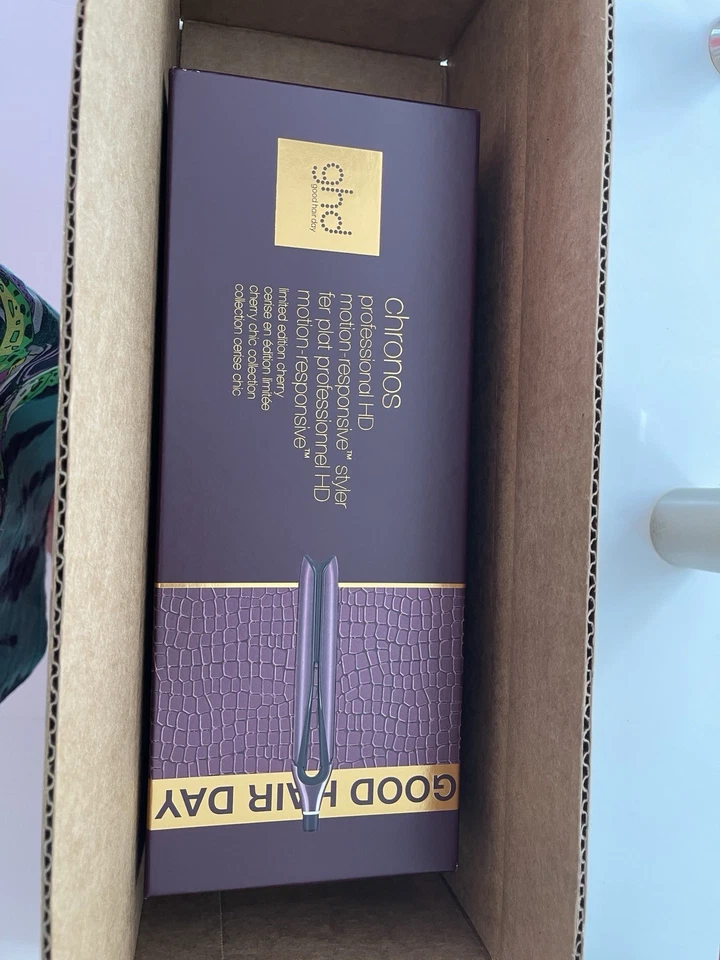 ghd
good hair day
chronos
professional HD
motion-responsive™ styler
fer plat professionnel HD
motion-responsive™
limited edition cherry
cerise en édition limitée
cherry chic collection
collection cerise chic
GOOD HAIR DAY